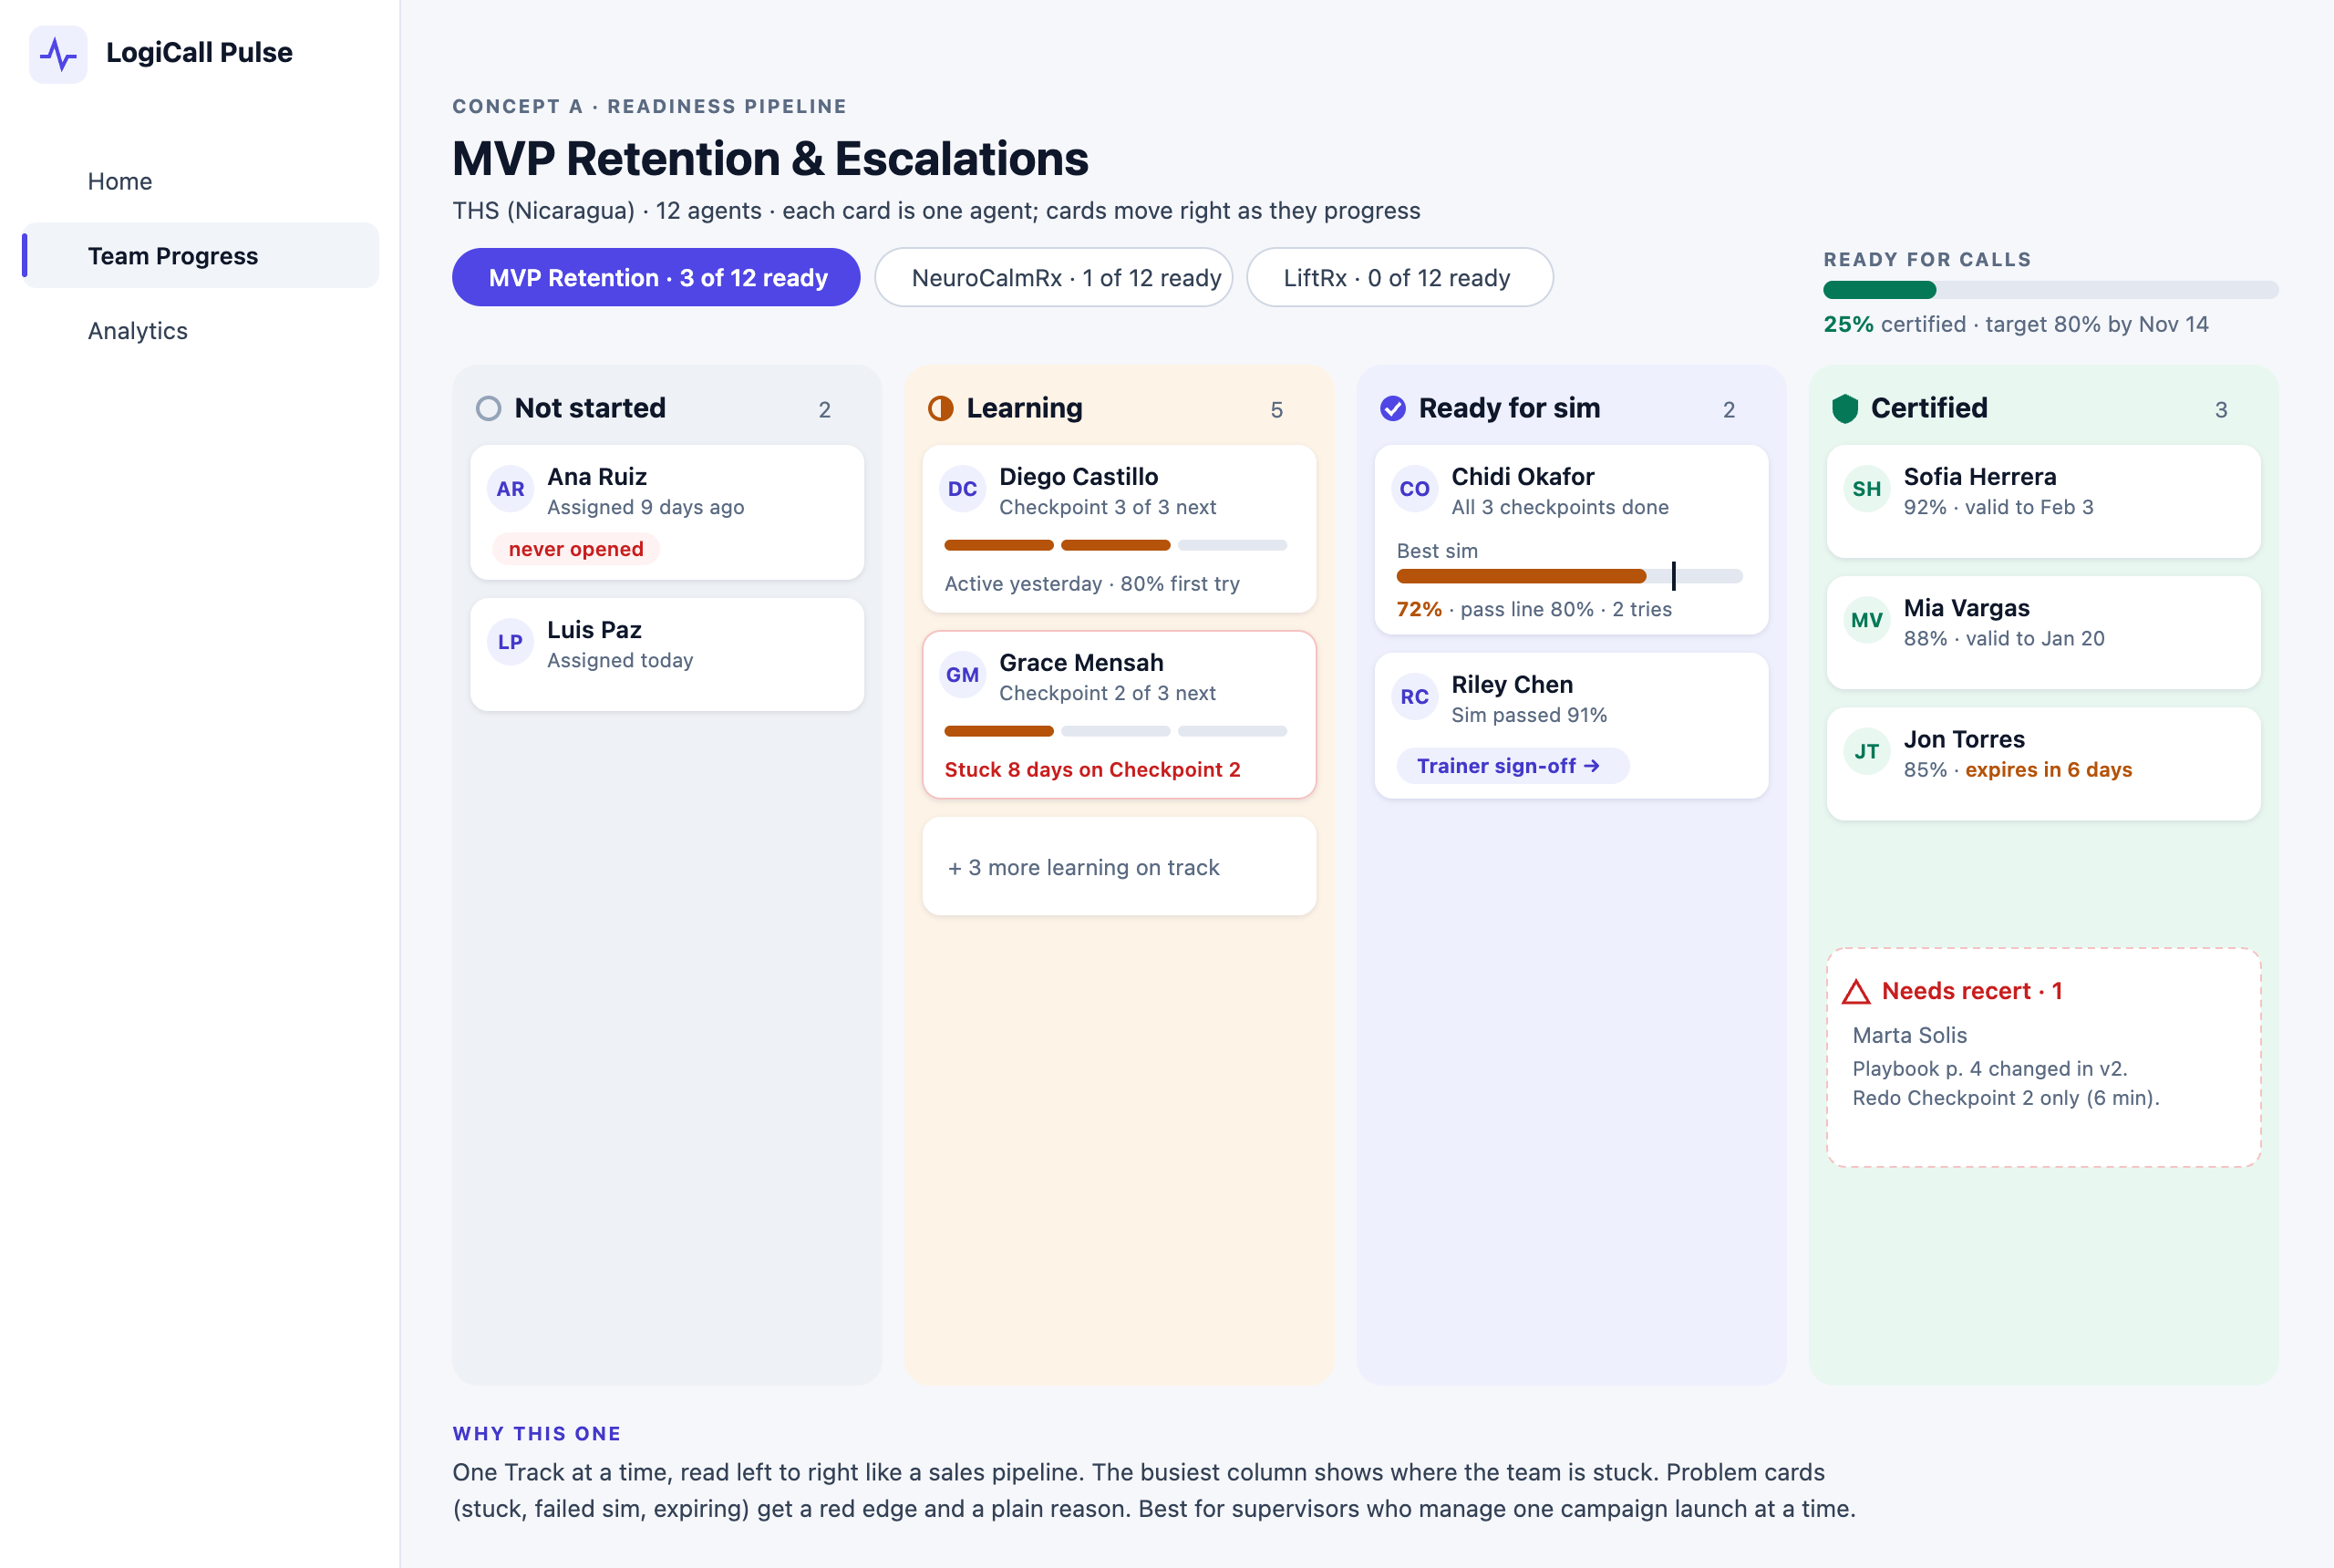 LogiCall Pulse
Home
Team Progress
Analytics
CONCEPT A · READINESS PIPELINE
MVP Retention & Escalations
THS (Nicaragua) · 12 agents · each card is one agent; cards move right as they progress
MVP Retention · 3 of 12 ready
NeuroCalmRx · 1 of 12 ready
LiftRx · 0 of 12 ready
READY FOR CALLS
25% certified · target 80% by Nov 14
Not started 2
AR
Ana Ruiz
Assigned 9 days ago
never opened
LP
Luis Paz
Assigned today
Learning 5
DC
Diego Castillo
Checkpoint 3 of 3 next
Active yesterday · 80% first try
GM
Grace Mensah
Checkpoint 2 of 3 next
Stuck 8 days on Checkpoint 2
+ 3 more learning on track
Ready for sim 2
CO
Chidi Okafor
All 3 checkpoints done
Best sim
72% · pass line 80% · 2 tries
RC
Riley Chen
Sim passed 91%
Trainer sign-off →
Certified 3
SH
Sofia Herrera
92% · valid to Feb 3
MV
Mia Vargas
88% · valid to Jan 20
JT
Jon Torres
85% · expires in 6 days
Needs recert · 1
Marta Solis
Playbook p. 4 changed in v2.
Redo Checkpoint 2 only (6 min).
WHY THIS ONE
One Track at a time, read left to right like a sales pipeline. The busiest column shows where the team is stuck. Problem cards
(stuck, failed sim, expiring) get a red edge and a plain reason. Best for supervisors who manage one campaign launch at a time.